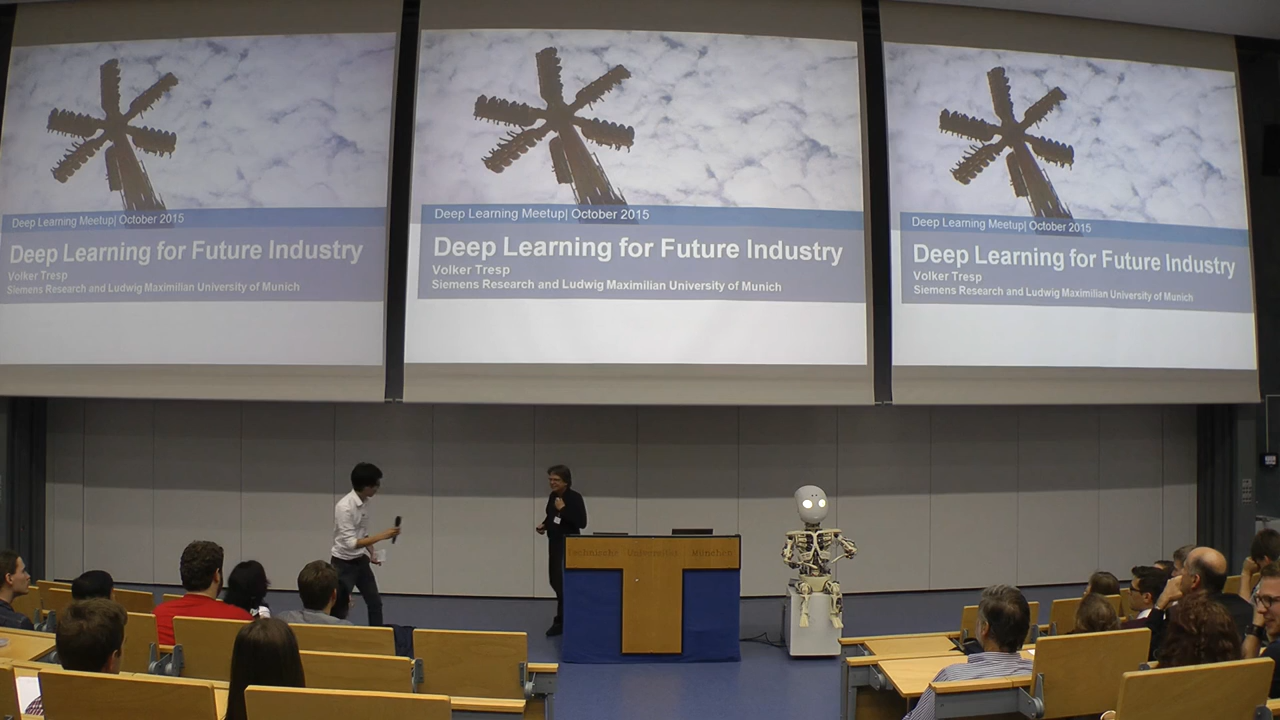 Deep Learning Meetup| October 2015
Deep Learning for Future Industry
Volker Tresp
Siemens Research and Ludwig Maximilian University of Munich
Deep Learning Meetup| October 2015
Deep Learning for Future Industry
Volker Tresp
Siemens Research and Ludwig Maximilian University of Munich
Deep Learning Meetup| October 2015
Deep Learning for Future Industry
Volker Tresp
Siemens Research and Ludwig Maximilian University of Munich
Technische Universität München